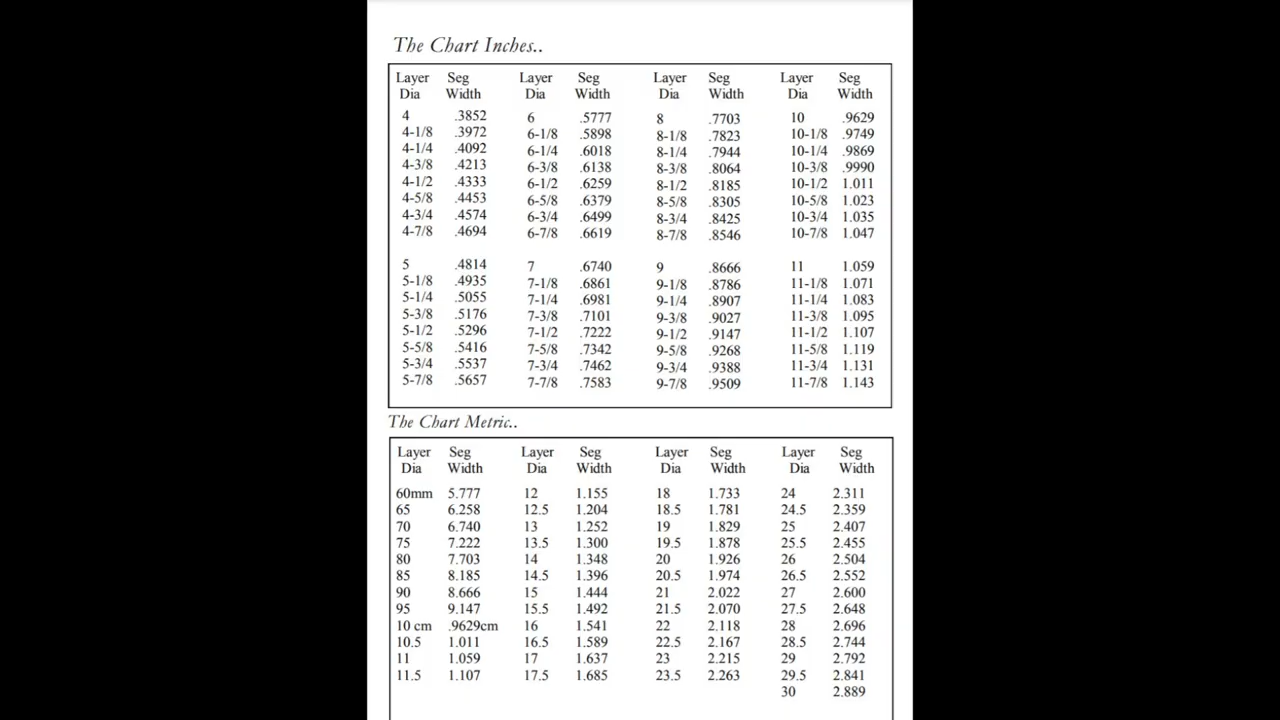 The Chart Inches..
Layer Seg Layer Seg Layer Seg Layer Seg
Dia Width Dia Width Dia Width Dia Width
4 .3852 6 .5777 8 .7703 10 .9629
4-1/8 .3972 6-1/8 .5898 8-1/8 .7823 10-1/8 .9749
4-1/4 .4092 6-1/4 .6018 8-1/4 .7944 10-1/4 .9869
4-3/8 .4213 6-3/8 .6138 8-3/8 .8064 10-3/8 .9990
4-1/2 .4333 6-1/2 .6259 8-1/2 .8185 10-1/2 1.011
4-5/8 .4453 6-5/8 .6379 8-5/8 .8305 10-5/8 1.023
4-3/4 .4574 6-3/4 .6499 8-3/4 .8425 10-3/4 1.035
4-7/8 .4694 6-7/8 .6619 8-7/8 .8546 10-7/8 1.047
5 .4814 7 .6740 9 .8666 11 1.059
5-1/8 .4935 7-1/8 .6861 9-1/8 .8786 11-1/8 1.071
5-1/4 .5055 7-1/4 .6981 9-1/4 .8907 11-1/4 1.083
5-3/8 .5176 7-3/8 .7101 9-3/8 .9027 11-3/8 1.095
5-1/2 .5296 7-1/2 .7222 9-1/2 .9147 11-1/2 1.107
5-5/8 .5416 7-5/8 .7342 9-5/8 .9268 11-5/8 1.119
5-3/4 .5537 7-3/4 .7462 9-3/4 .9388 11-3/4 1.131
5-7/8 .5657 7-7/8 .7583 9-7/8 .9509 11-7/8 1.143
The Chart Metric..
Layer Seg Layer Seg Layer Seg Layer Seg
Dia Width Dia Width Dia Width Dia Width
60mm 5.777 12 1.155 18 1.733 24 2.311
65 6.258 12.5 1.204 18.5 1.781 24.5 2.359
70 6.740 13 1.252 19 1.829 25 2.407
75 7.222 13.5 1.300 19.5 1.878 25.5 2.455
80 7.703 14 1.348 20 1.926 26 2.504
85 8.185 14.5 1.396 20.5 1.974 26.5 2.552
90 8.666 15 1.444 21 2.022 27 2.600
95 9.147 15.5 1.492 21.5 2.070 27.5 2.648
10 cm .9629cm 16 1.541 22 2.118 28 2.696
10.5 1.011 16.5 1.589 22.5 2.167 28.5 2.744
11 1.059 17 1.637 23 2.215 29 2.792
11.5 1.107 17.5 1.685 23.5 2.263 29.5 2.841
30 2.889